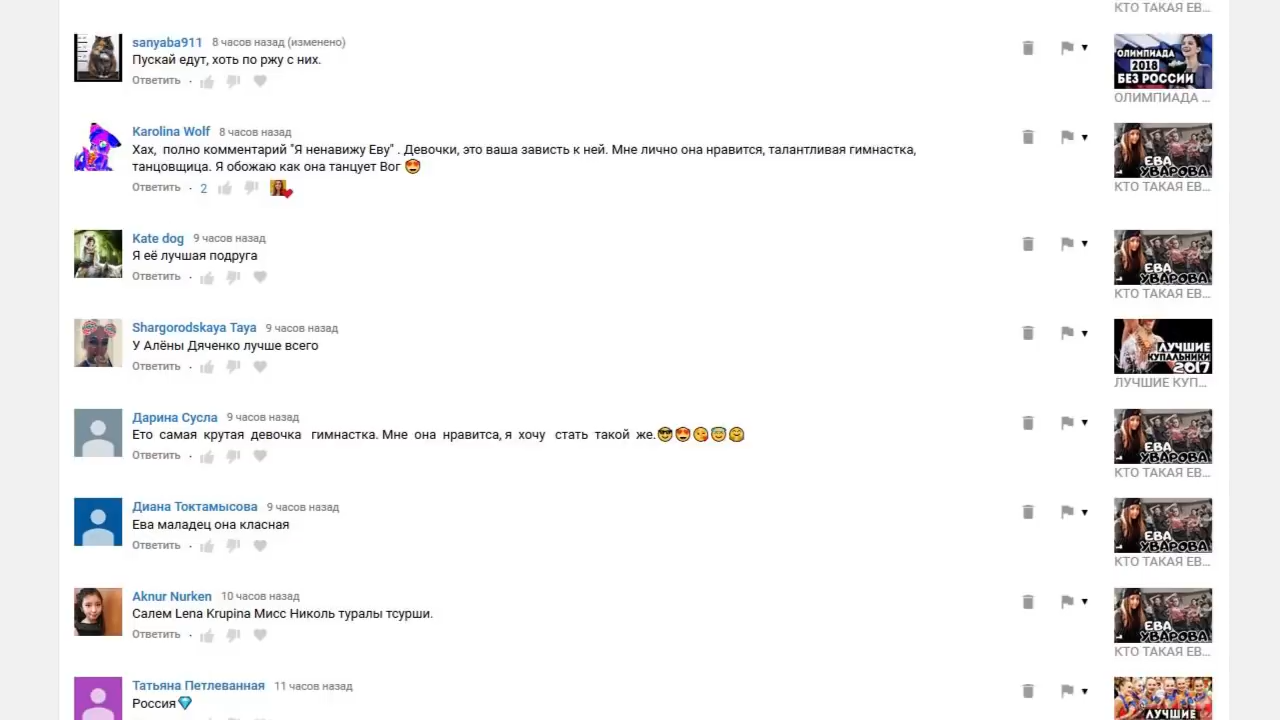 КТО ТАКАЯ ЕВ...
sanyaba911 8 часов назад (изменено)
Пускай едут, хоть по ржу с них.
Ответить
ОЛИМПИАДА
2018
БЕЗ РОССИИ
ОЛИМПИАДА ...
Karolina Wolf 8 часов назад
Хах, полно комментарий "Я ненавижу Еву" . Девочки, это ваша зависть к ней. Мне лично она нравится, талантливая гимнастка,
танцовщица. Я обожаю как она танцует Вог 😍
Ответить · 2
ЕВА
УВАРОВА
КТО ТАКАЯ ЕВ...
Kate dog 9 часов назад
Я её лучшая подруга
Ответить
ЕВА
УВАРОВА
КТО ТАКАЯ ЕВ...
Shargorodskaya Taya 9 часов назад
У Алёны Дяченко лучше всего
Ответить
ЛУЧШИЕ
КУПАЛЬНИКИ
2017
ЛУЧШИЕ КУП...
Дарина Сусла 9 часов назад
Ето самая крутая девочка гимнастка. Мне она нравитса, я хочу стать такой же.😎😍😘😇🤗
Ответить
ЕВА
УВАРОВА
КТО ТАКАЯ ЕВ...
Диана Токтамысова 9 часов назад
Ева маладец она класная
Ответить
ЕВА
УВАРОВА
КТО ТАКАЯ ЕВ...
Aknur Nurken 10 часов назад
Салем Lena Krupina Мисс Николь туралы тсурши.
Ответить
ЕВА
УВАРОВА
КТО ТАКАЯ ЕВ...
Татьяна Петлеванная 11 часов назад
Россия💎
ЛУЧШИЕ